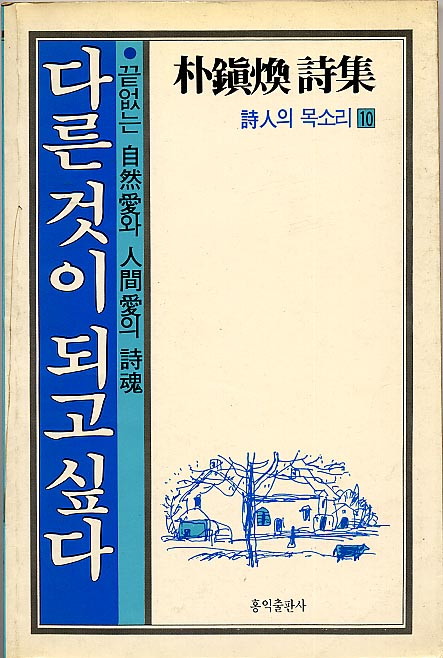 다른 것이 되고 싶다
● 끝없는 自然愛와 人間愛의 詩魂
朴鎭煥 詩集
詩人의 목소리 10
홍익출판사